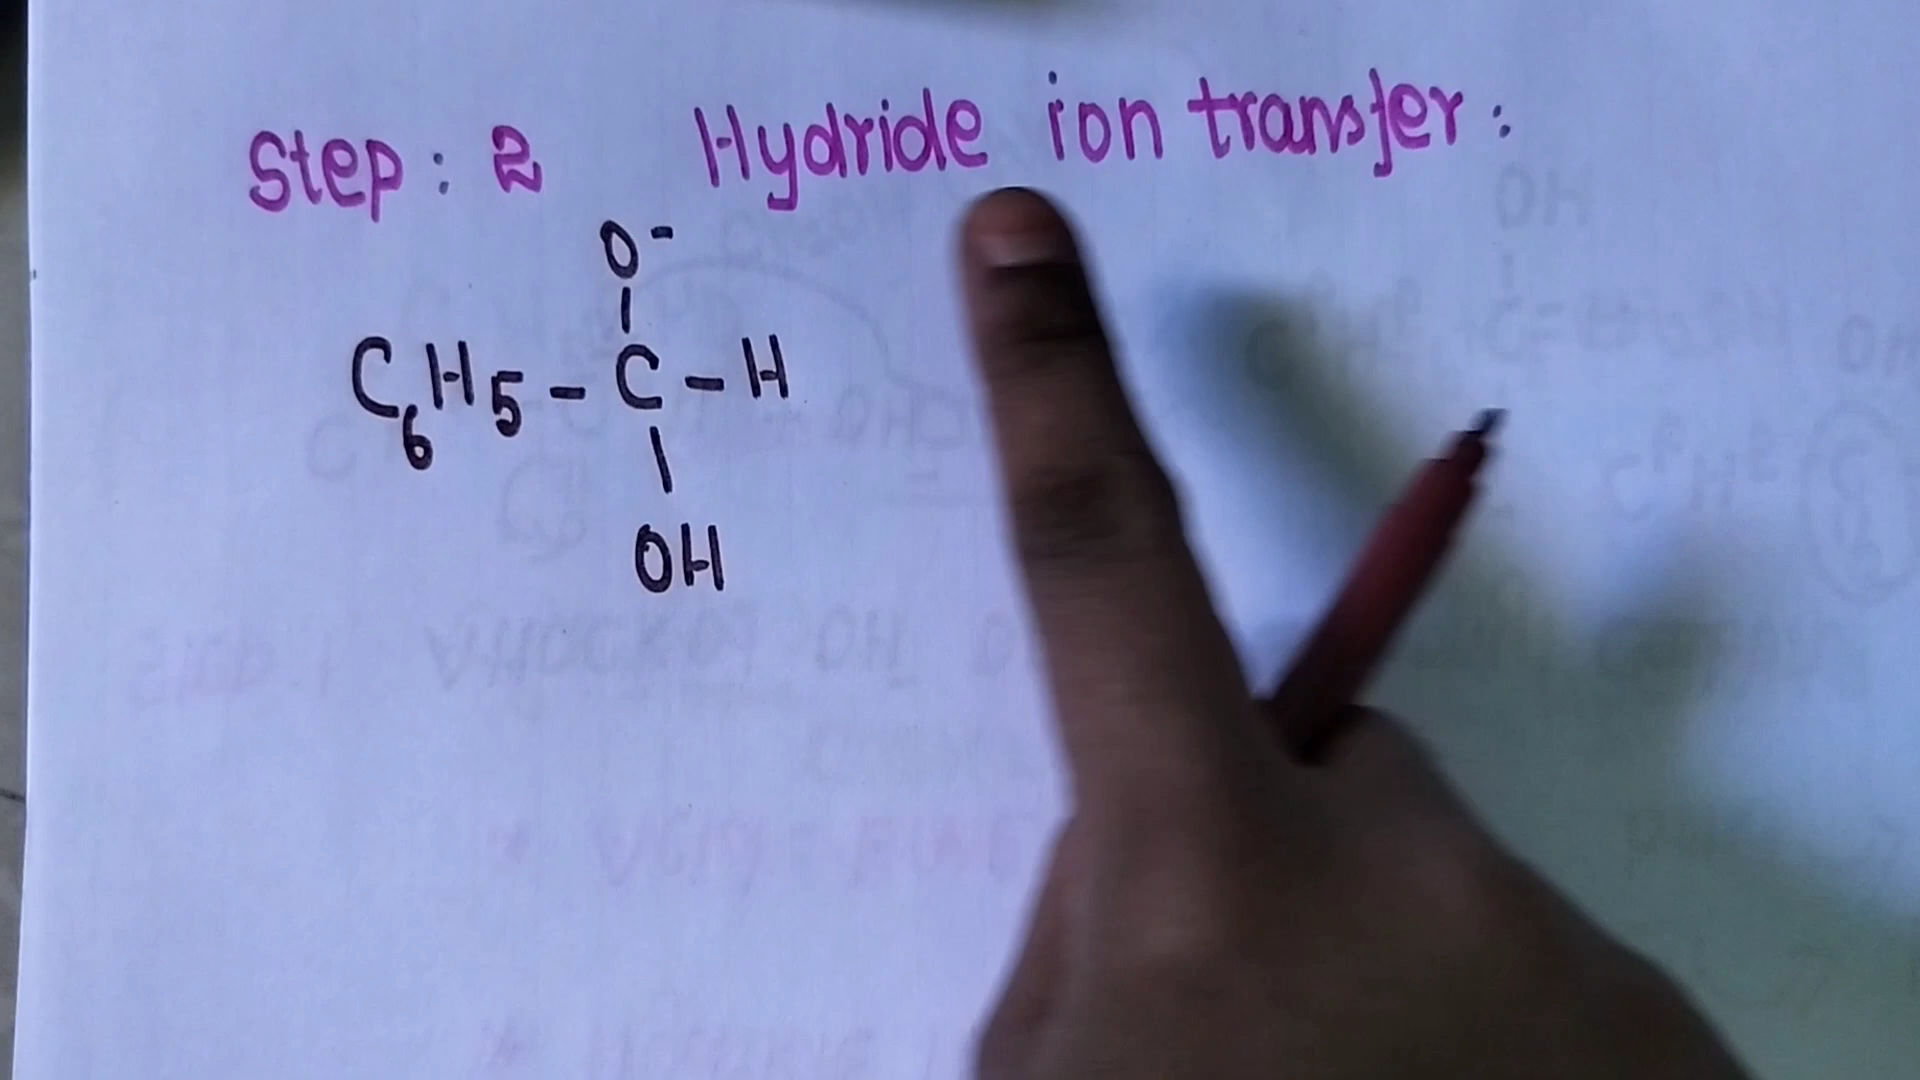 Step: 2 Hydride ion transfer:
O-
C6H5-C-H
OH